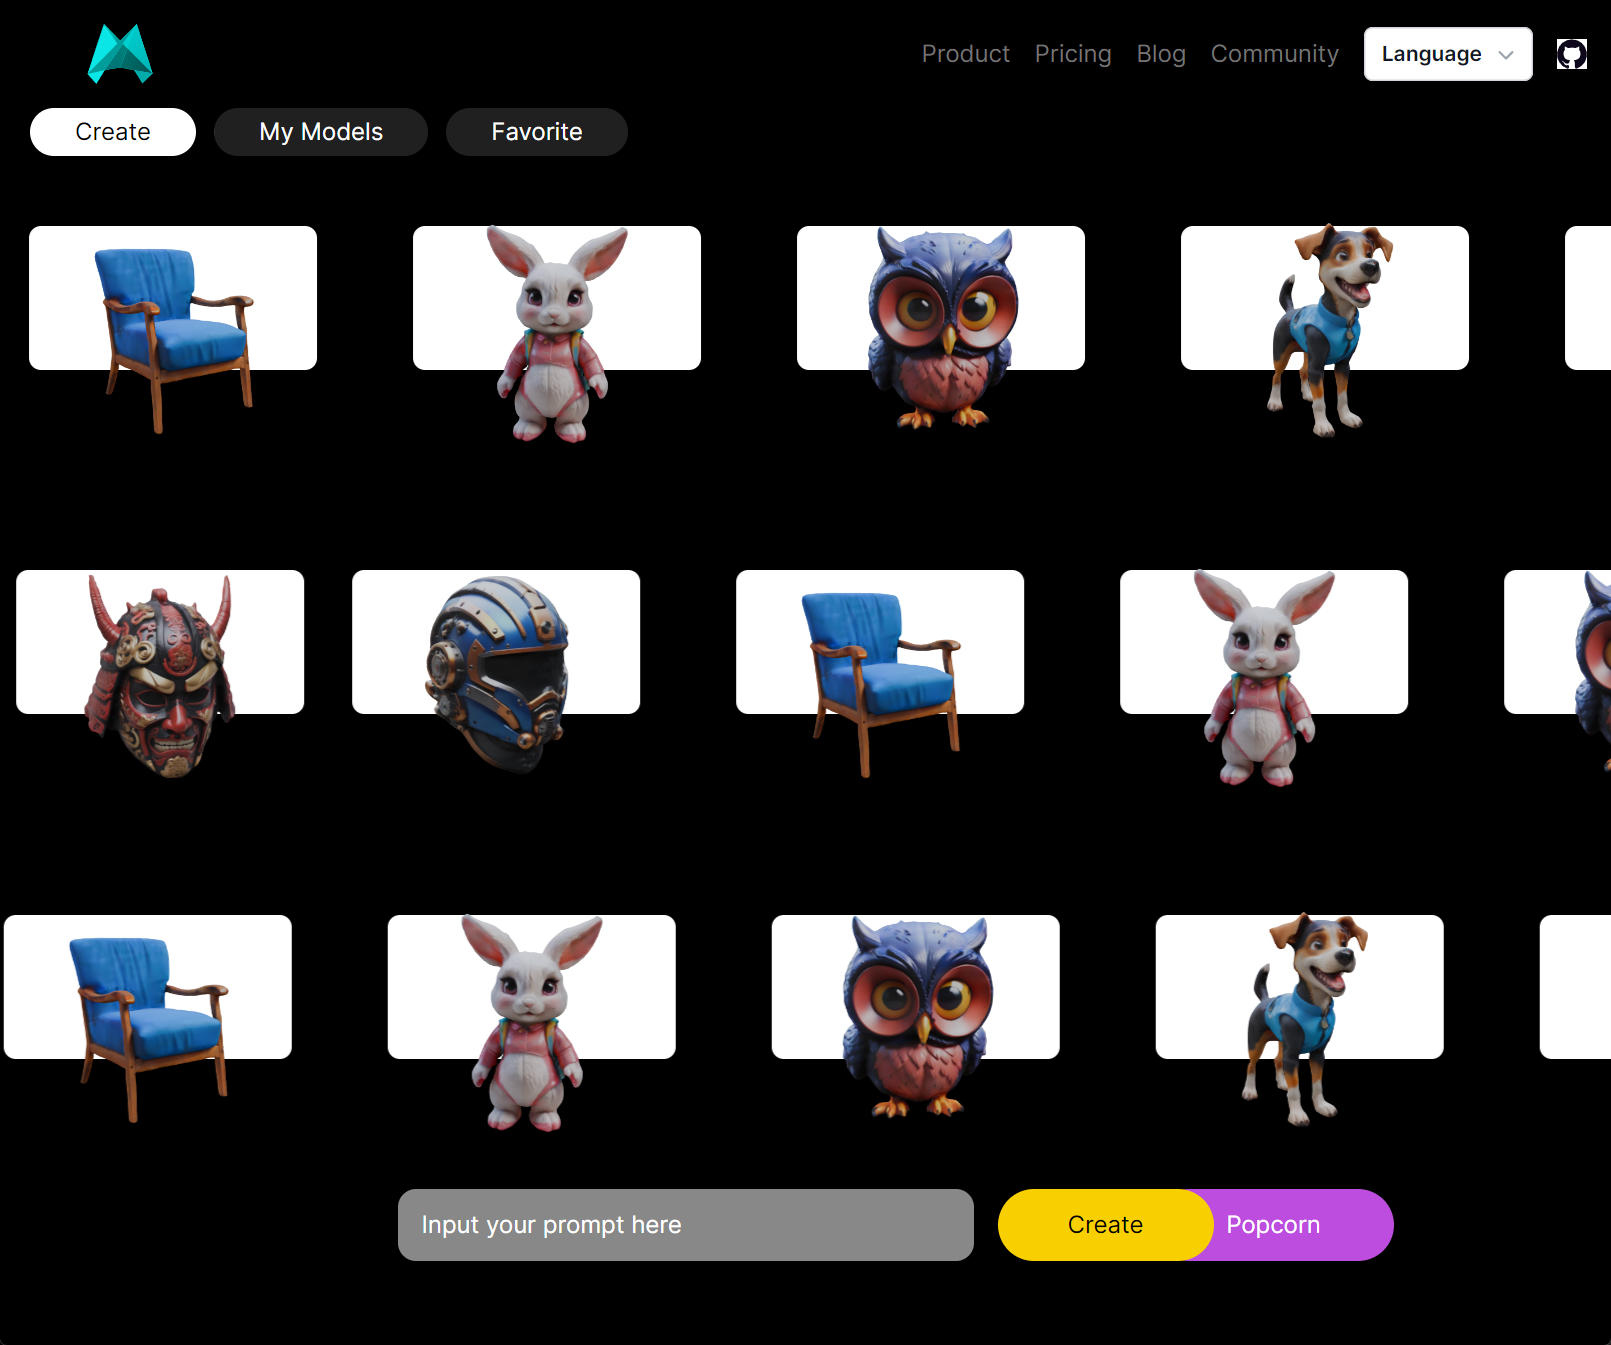 Product Pricing Blog Community Language
Create My Models Favorite
Input your prompt here Create Popcorn